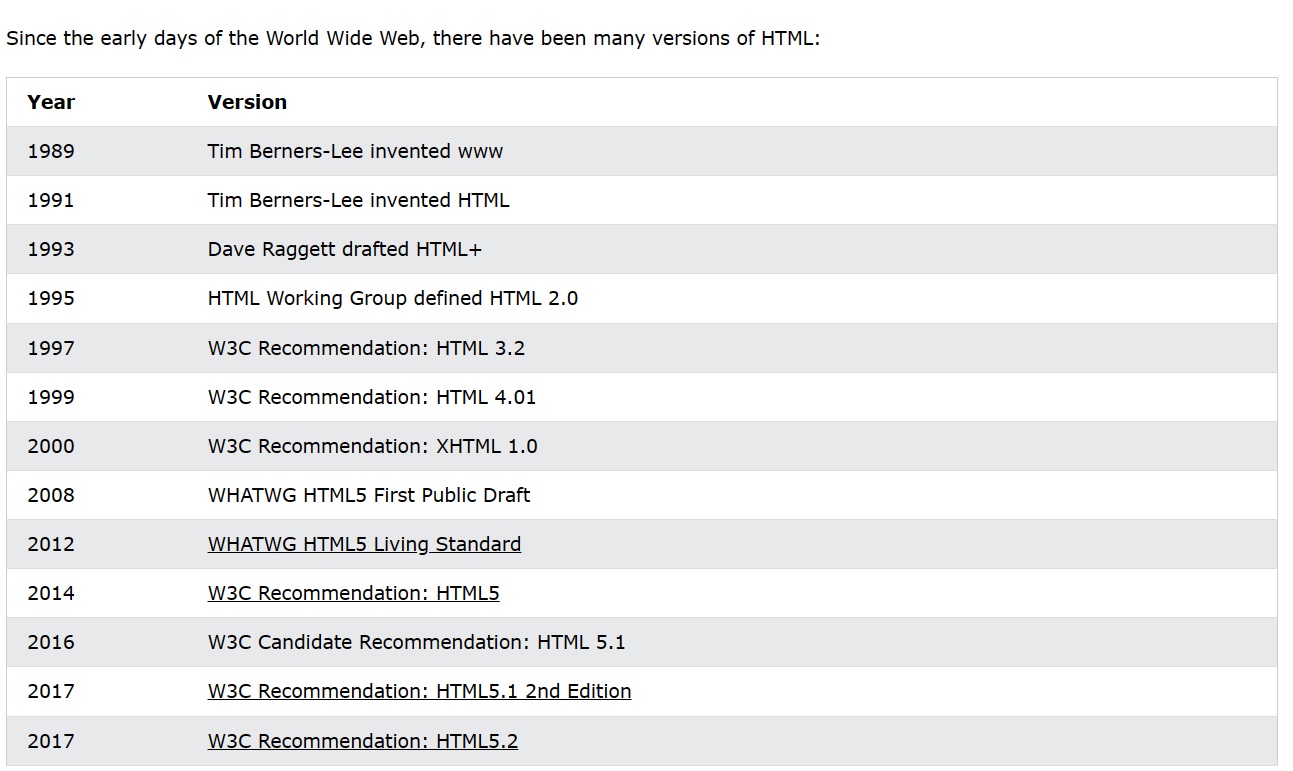 Since the early days of the World Wide Web, there have been many versions of HTML:
Year Version
1989 Tim Berners-Lee invented www
1991 Tim Berners-Lee invented HTML
1993 Dave Raggett drafted HTML+
1995 HTML Working Group defined HTML 2.0
1997 W3C Recommendation: HTML 3.2
1999 W3C Recommendation: HTML 4.01
2000 W3C Recommendation: XHTML 1.0
2008 WHATWG HTML5 First Public Draft
2012 WHATWG HTML5 Living Standard
2014 W3C Recommendation: HTML5
2016 W3C Candidate Recommendation: HTML 5.1
2017 W3C Recommendation: HTML5.1 2nd Edition
2017 W3C Recommendation: HTML5.2